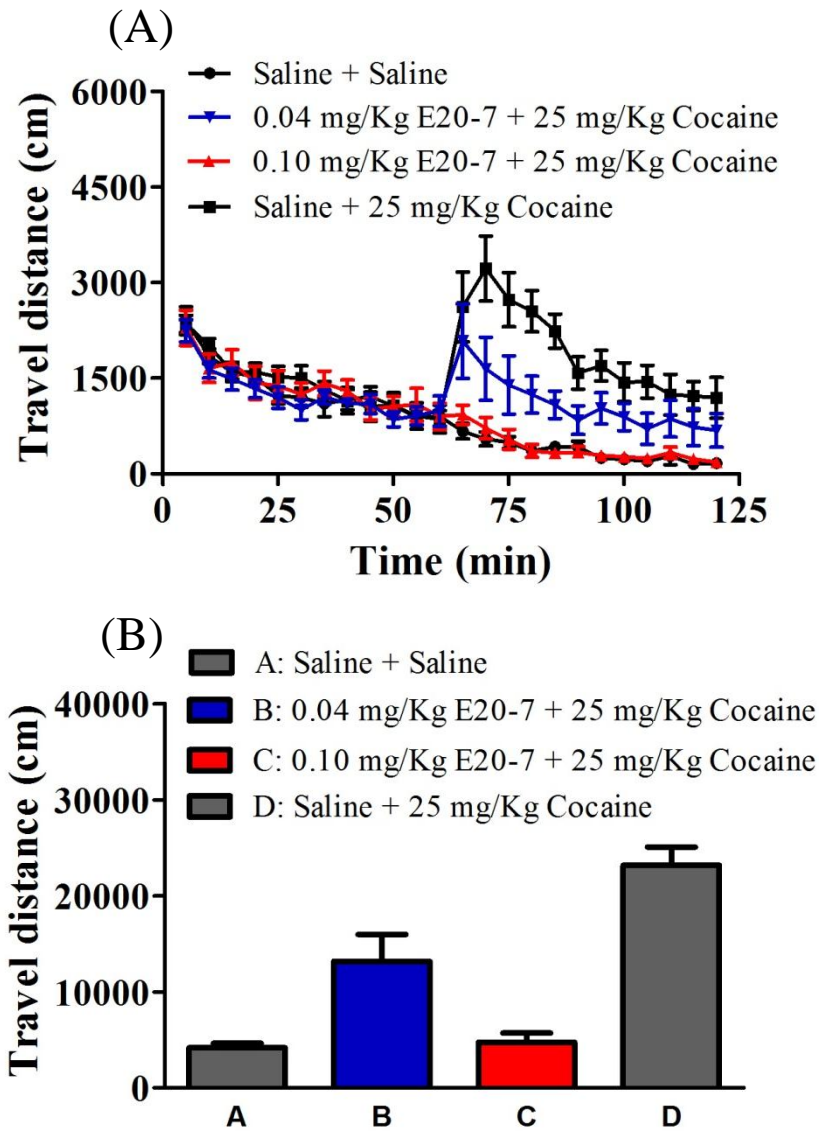 (A)
Saline + Saline
0.04 mg/Kg E20-7 + 25 mg/Kg Cocaine
0.10 mg/Kg E20-7 + 25 mg/Kg Cocaine
Saline + 25 mg/Kg Cocaine
Travel distance (cm)
6000
4500
3000
1500
0
0 25 50 75 100 125
Time (min)
(B)
A: Saline + Saline
B: 0.04 mg/Kg E20-7 + 25 mg/Kg Cocaine
C: 0.10 mg/Kg E20-7 + 25 mg/Kg Cocaine
D: Saline + 25 mg/Kg Cocaine
Travel distance (cm)
40000
30000
20000
10000
0
A B C D